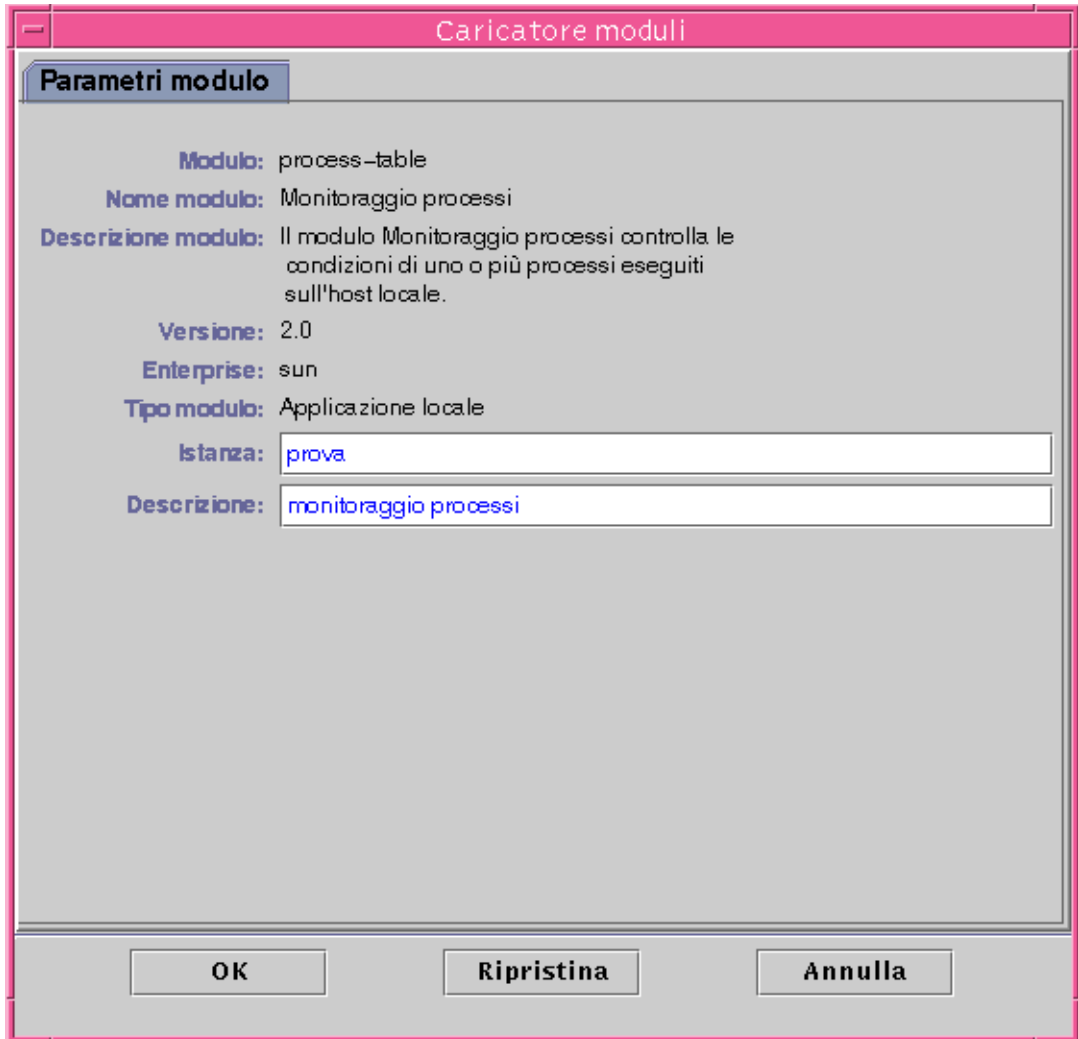 Caricatore moduli
Parametri modulo
Modulo: process-table
Nome modulo: Monitoraggio processi
Descrizione modulo: Il modulo Monitoraggio processi controlla le
condizioni di uno o più processi eseguiti
sull'host locale.
Versione: 2.0
Enterprise: sun
Tipo modulo: Applicazione locale
Istanza: prova
Descrizione: monitoraggio processi
OK Ripristina Annulla